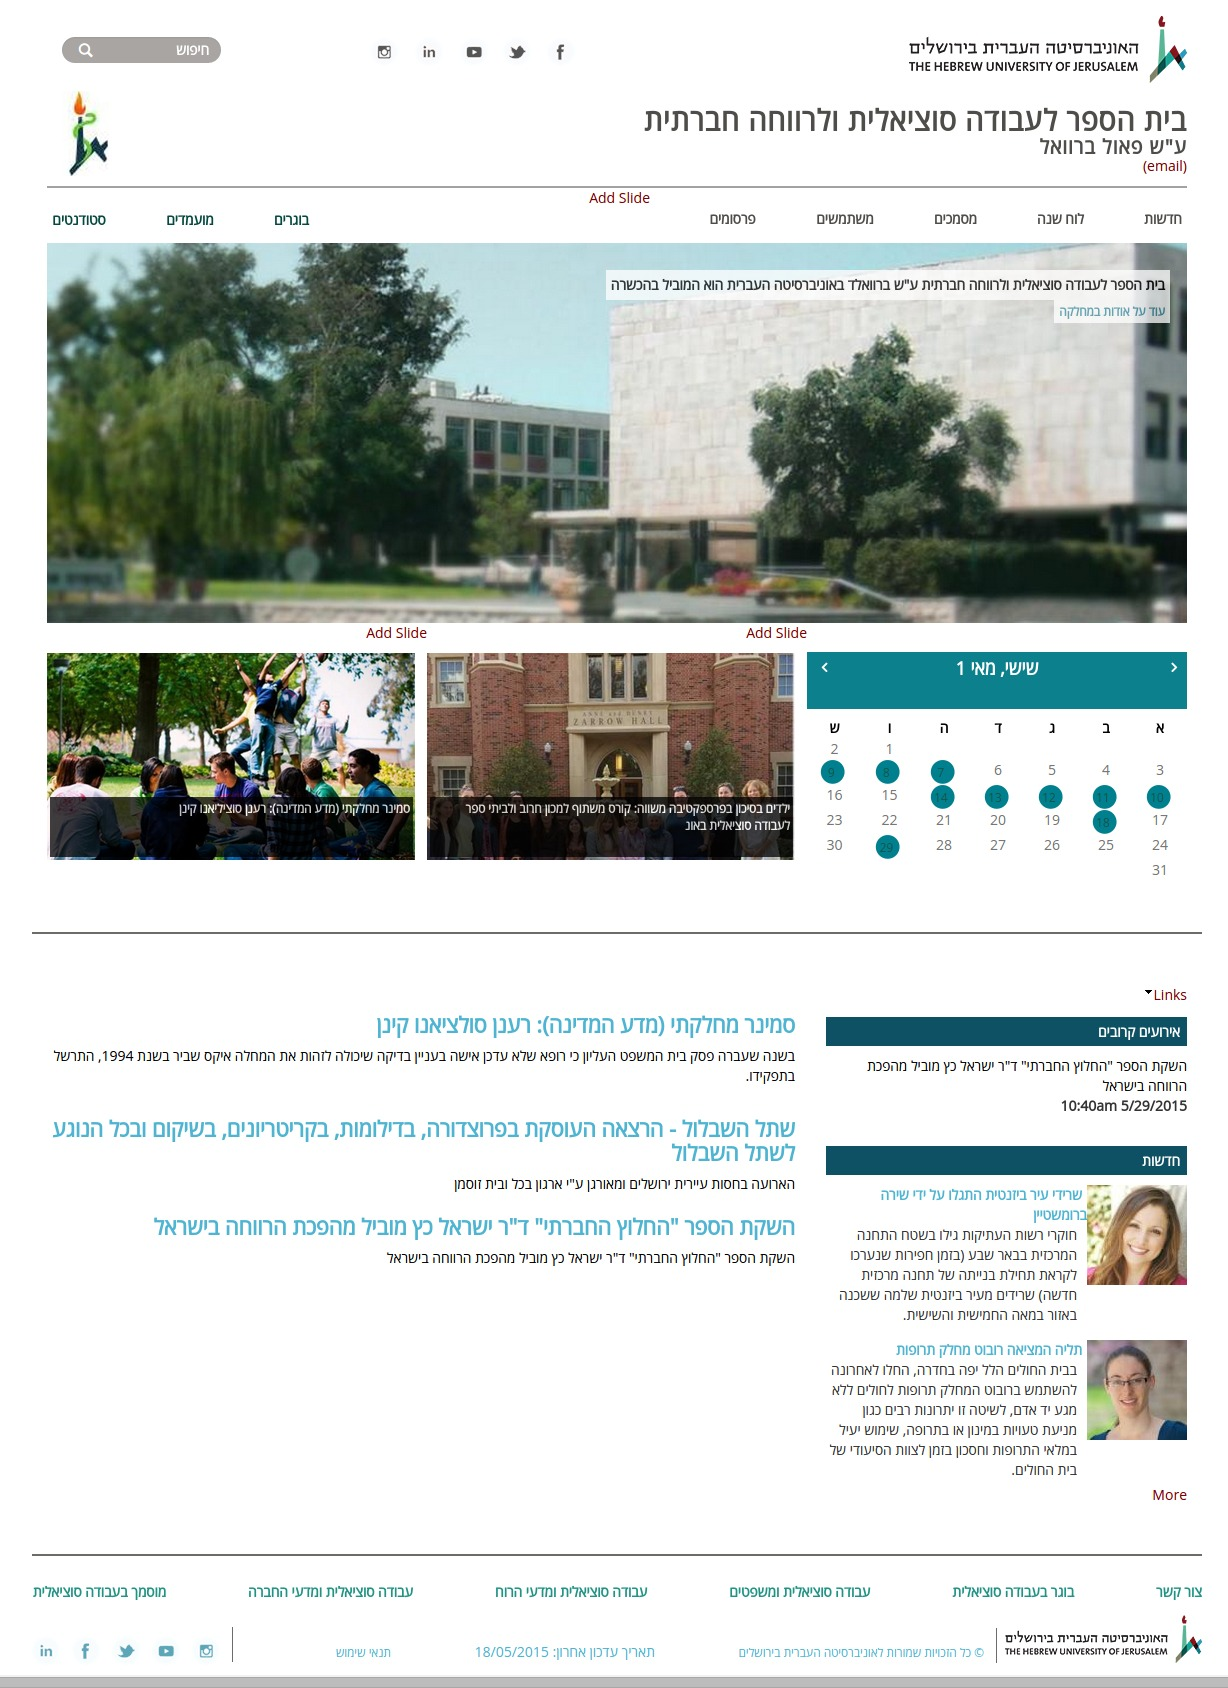 האוניברסיטה העברית בירושלים
THE HEBREW UNIVERSITY OF JERUSALEM
חיפוש
בית הספר לעבודה סוציאלית ולרווחה חברתית
ע"ש פאול ברוואל
(email)
Add Slide
חדשות
לוח שנה
מסמכים
משתמשים
פרסומים
בוגרים
מועמדים
סטודנטים
בית הספר לעבודה סוציאלית ולרווחה חברתית ע"ש ברוואלד באוניברסיטה העברית הוא המוביל בהכשרה
עוד על אודות במחלקה
Add Slide
Add Slide
שישי, מאי 1
א ב ג ד ה ו ש
1 2
3 4 5 6 7 8 9
10 11 12 13 14 15 16
17 18 19 20 21 22 23
24 25 26 27 28 29 30
31
ANNE AND HENRY
ZARROW HALL
ילדים בסיכון בפרספקטיבה משווה: קורס משתוף למכון חרוב ולביתי ספר
לעבודה סוציאלית באונ
סמינר מחלקתי (מדע המדינה): רענן סוציליאנו קינן
Links
אירועים קרובים
השקת הספר "החלוץ החברתי" ד"ר ישראל כץ מוביל מהפכת
הרווחה בישראל
10:40am 5/29/2015
חדשות
שרידי עיר ביזנטית התגלו על ידי שירה
ברומשטיין
חוקרי רשות העתיקות גילו בשטח התחנה
המרכזית בבאר שבע (בזמן חפירות שנערכו
לקראת תחילת בנייתה של תחנה מרכזית
חדשה) שרידים מעיר ביזנטית שלמה ששכנה
באזור במאה החמישית והשישית.
תליה המציאה רובוט מחלק תרופות
בבית החולים הלל יפה בחדרה, החלו לאחרונה
להשתמש ברובוט המחלק תרופות לחולים ללא
מגע יד אדם, לשיטה זו יתרונות רבים כגון
מניעת טעויות במינון או בתרופה, שימוש יעיל
במלאי התרופות וחסכון בזמן לצוות הסיעודי של
בית החולים.
More
סמינר מחלקתי (מדע המדינה): רענן סולציאנו קינן
בשנה שעברה פסק בית המשפט העליון כי רופא שלא עדכן אישה בעניין בדיקה שיכולה לזהות את המחלה איקס שביר בשנת 1994, התרשל
בתפקידו.
שתל השבלול - הרצאה העוסקת בפרוצדורה, בדילומות, בקריטריונים, בשיקום ובכל הנוגע
לשתל השבלול
הארועה בחסות עיירית ירושלים ומאורגן ע"י ארגון בכל ובית זוסמן
השקת הספר "החלוץ החברתי" ד"ר ישראל כץ מוביל מהפכת הרווחה בישראל
השקת הספר "החלוץ החברתי" ד"ר ישראל כץ מוביל מהפכת הרווחה בישראל
צור קשר
בוגר בעבודה סוציאלית
עבודה סוציאלית ומשפטים
עבודה סוציאלית ומדעי הרוח
עבודה סוציאלית ומדעי החברה
מוסמך בעבודה סוציאלית
האוניברסיטה העברית בירושלים
THE HEBREW UNIVERSITY OF JERUSALEM
© כל הזכויות שמורות לאוניברסיטה העברית בירושלים
תאריך עדכון אחרון: 18/05/2015
תנאי שימוש